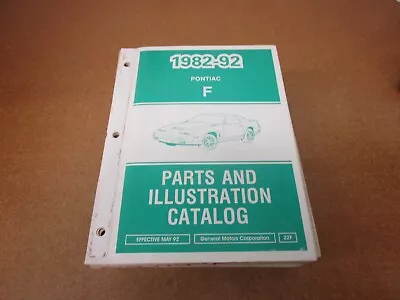 1982-92
PONTIAC
F
PARTS AND
ILLUSTRATION
CATALOG
EFFECTIVE MAY 92
General Motors Corporation
22F